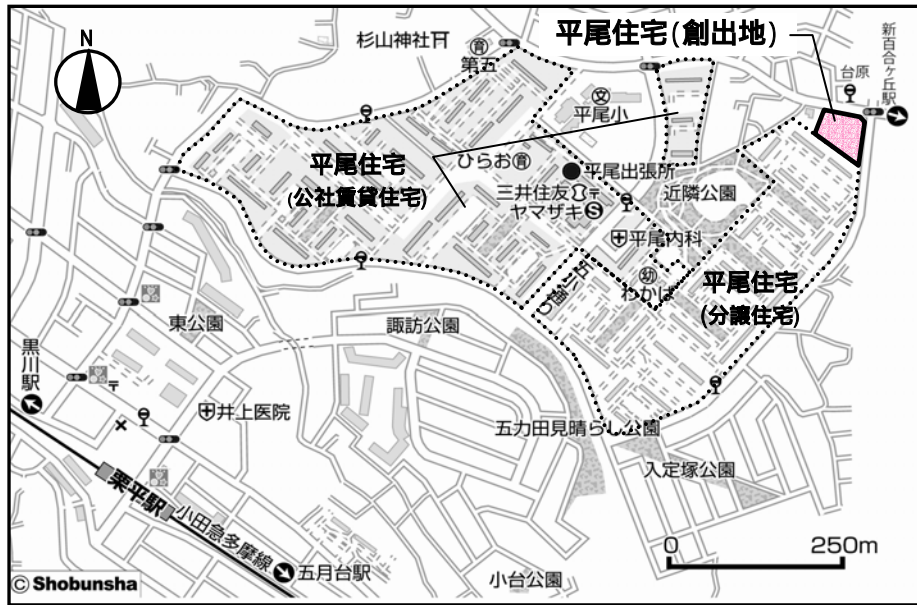 平尾住宅(創出地)
新百合ヶ丘駅
N
杉山神社
育
第五
台原
文
平尾小
平尾住宅
(公社賃貸住宅)
ひらお育
平尾出張所
三井住友
ヤマザキS
近隣公園
平尾内科
幼
わかば
平尾住宅
(分譲住宅)
五小通り
東公園
諏訪公園
黒川駅
井上医院
五力田見晴らし公園
入定塚公園
栗平駅
小田急多摩線
五月台駅
小台公園
0 250m
© Shobunsha